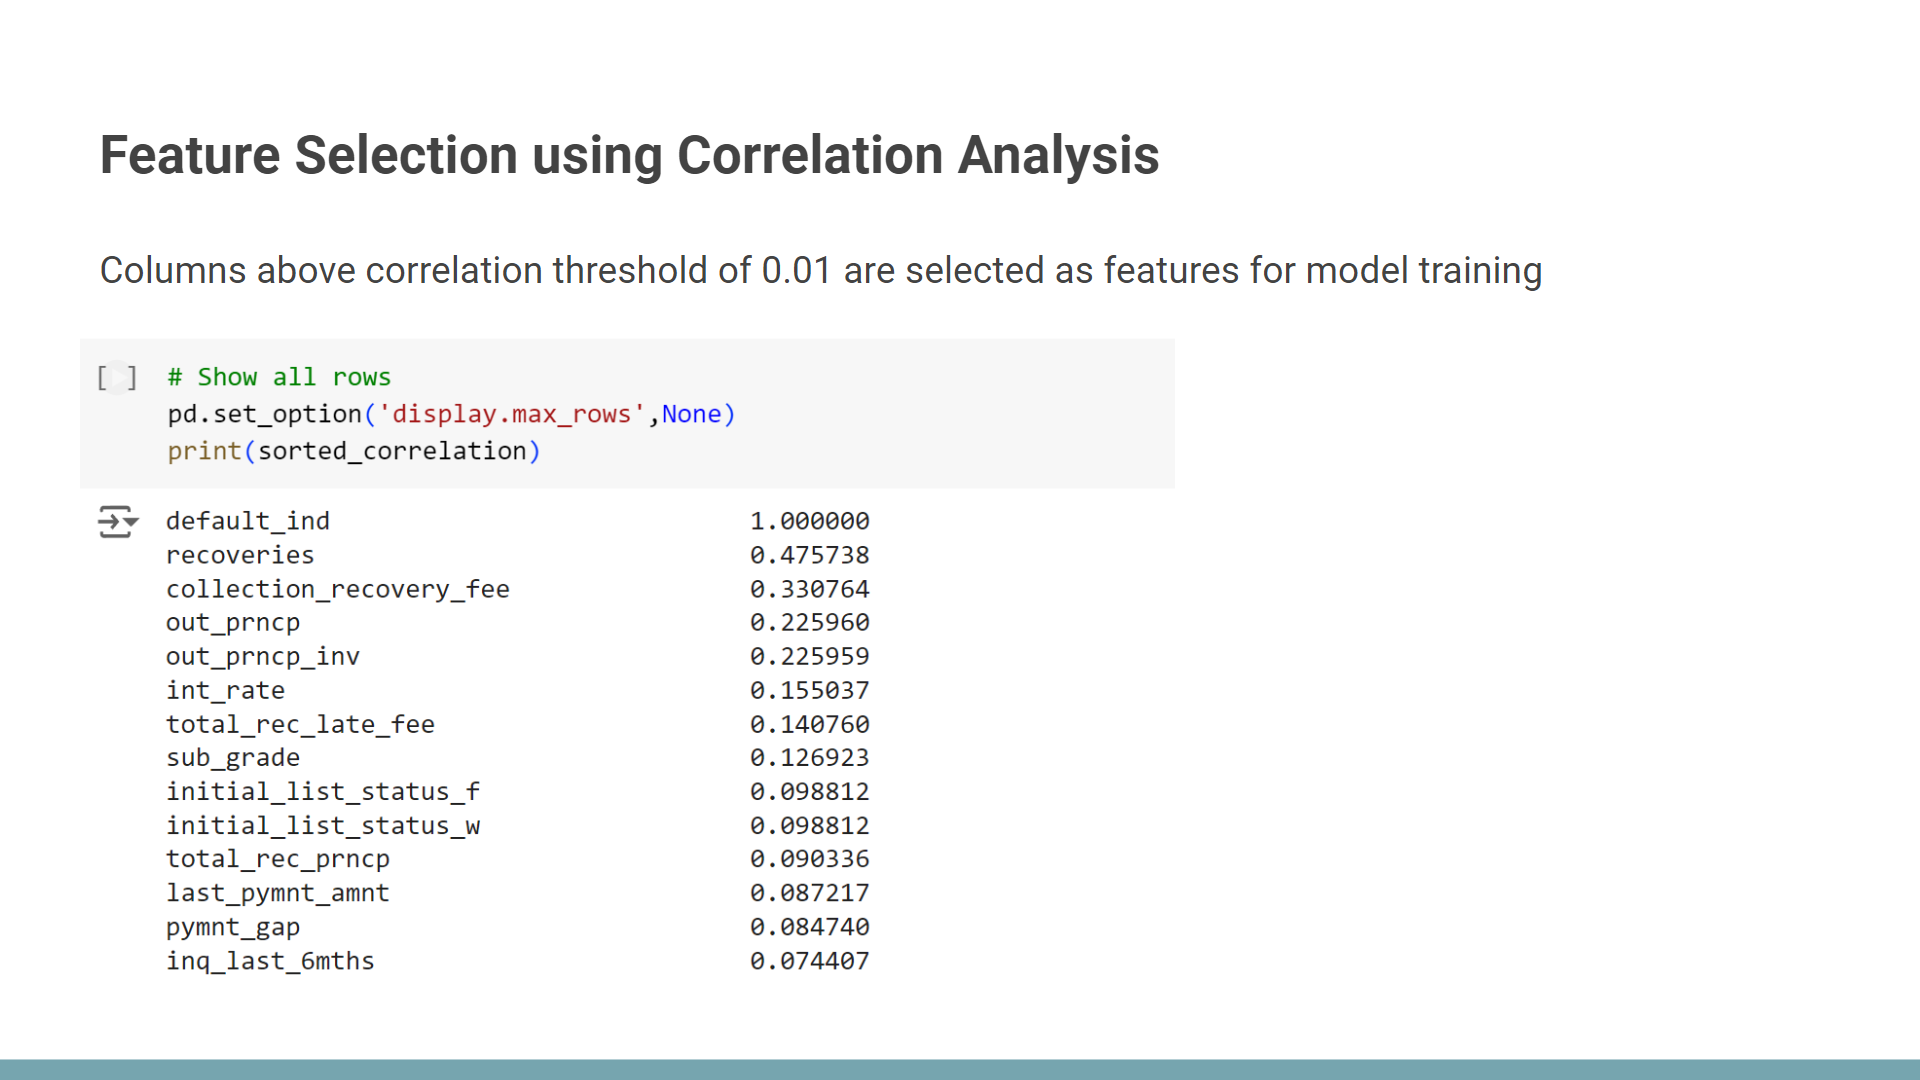 Feature Selection using Correlation Analysis
Columns above correlation threshold of 0.01 are selected as features for model training
[ ] # Show all rows
pd.set_option('display.max_rows',None)
print(sorted_correlation)
default_ind 1.000000
recoveries 0.475738
collection_recovery_fee 0.330764
out_prncp 0.225960
out_prncp_inv 0.225959
int_rate 0.155037
total_rec_late_fee 0.140760
sub_grade 0.126923
initial_list_status_f 0.098812
initial_list_status_w 0.098812
total_rec_prncp 0.090336
last_pymnt_amnt 0.087217
pymnt_gap 0.084740
inq_last_6mths 0.074407